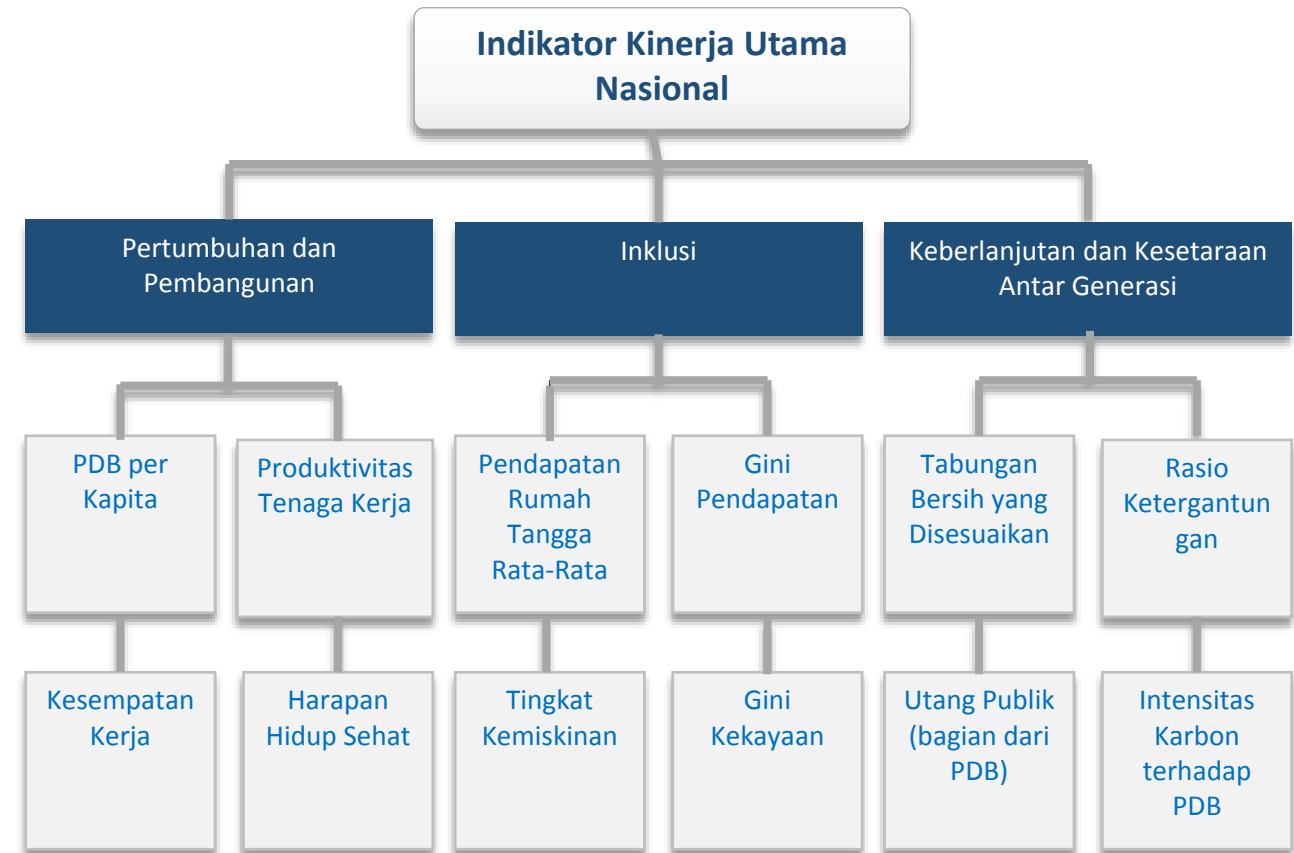 Indikator Kinerja Utama
Nasional
Pertumbuhan dan
Pembangunan
Inklusi
Keberlanjutan dan Kesetaraan
Antar Generasi
PDB per
Kapita
Produktivitas
Tenaga Kerja
Pendapatan
Rumah
Tangga
Rata-Rata
Gini
Pendapatan
Tabungan
Bersih yang
Disesuaikan
Rasio
Ketergantun
gan
Kesempatan
Kerja
Harapan
Hidup Sehat
Tingkat
Kemiskinan
Gini
Kekayaan
Utang Publik
(bagian dari
PDB)
Intensitas
Karbon
terhadap
PDB